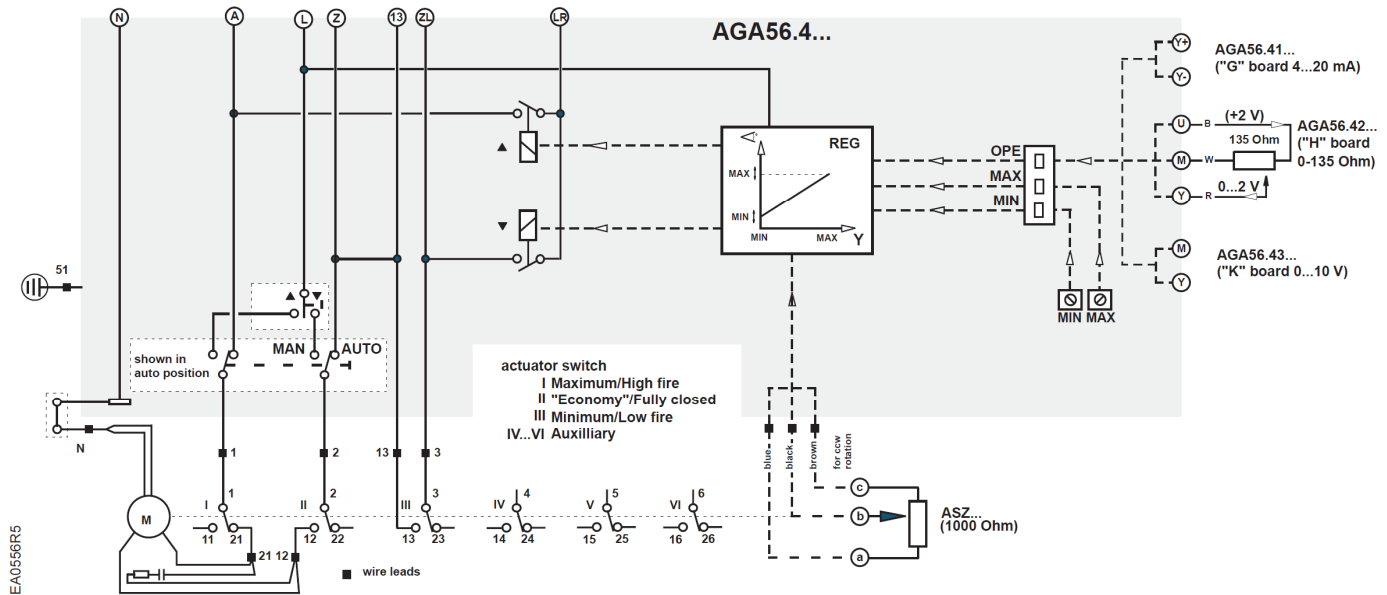 N A L Z 13 ZL LR
AGA56.4...
Y+
Y-
AGA56.41...
("G" board 4...20 mA)
U B (+2 V)
135 Ohm
M W
Y R 0...2 V
AGA56.42...
("H" board
0-135 Ohm)
M
Y
AGA56.43...
("K" board 0...10 V)
REG
MAX
MIN
MIN MAX Y
OPE
MAX
MIN
MIN MAX
▲
▼
51
▲ ▼
MAN AUTO
shown in
auto position
actuator switch
I Maximum/High fire
II "Economy"/Fully closed
III Minimum/Low fire
IV...VI Auxilliary
N
1 2 13 3
blue
black
brown
for ccw
rotation
M
I 1 II 2 III 3 IV 4 V 5 VI 6
11 21 12 22 13 23 14 24 15 25 16 26
21 12
c
b
a
ASZ...
(1000 Ohm)
wire leads
EA0556R5